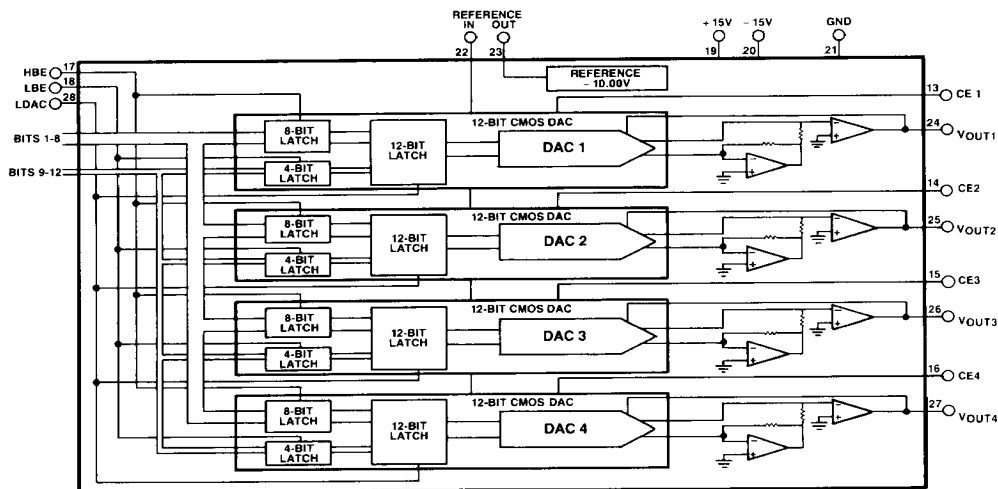 REFERENCE
IN OUT
22 23
+ 15V
19
- 15V
20
GND
21
HBE 17
LBE 18
LDAC 28
REFERENCE
- 10.00V
BITS 1-8
BITS 9-12
12-BIT CMOS DAC
8-BIT
LATCH
4-BIT
LATCH
12-BIT
LATCH
DAC 1
13 CE 1
24 VOUT1
12-BIT CMOS DAC
8-BIT
LATCH
4-BIT
LATCH
12-BIT
LATCH
DAC 2
14 CE2
25 VOUT2
12-BIT CMOS DAC
8-BIT
LATCH
4-BIT
LATCH
12-BIT
LATCH
DAC 3
15 CE3
26 VOUT3
12-BIT CMOS DAC
8-BIT
LATCH
4-BIT
LATCH
12-BIT
LATCH
DAC 4
16 CE4
27 VOUT4